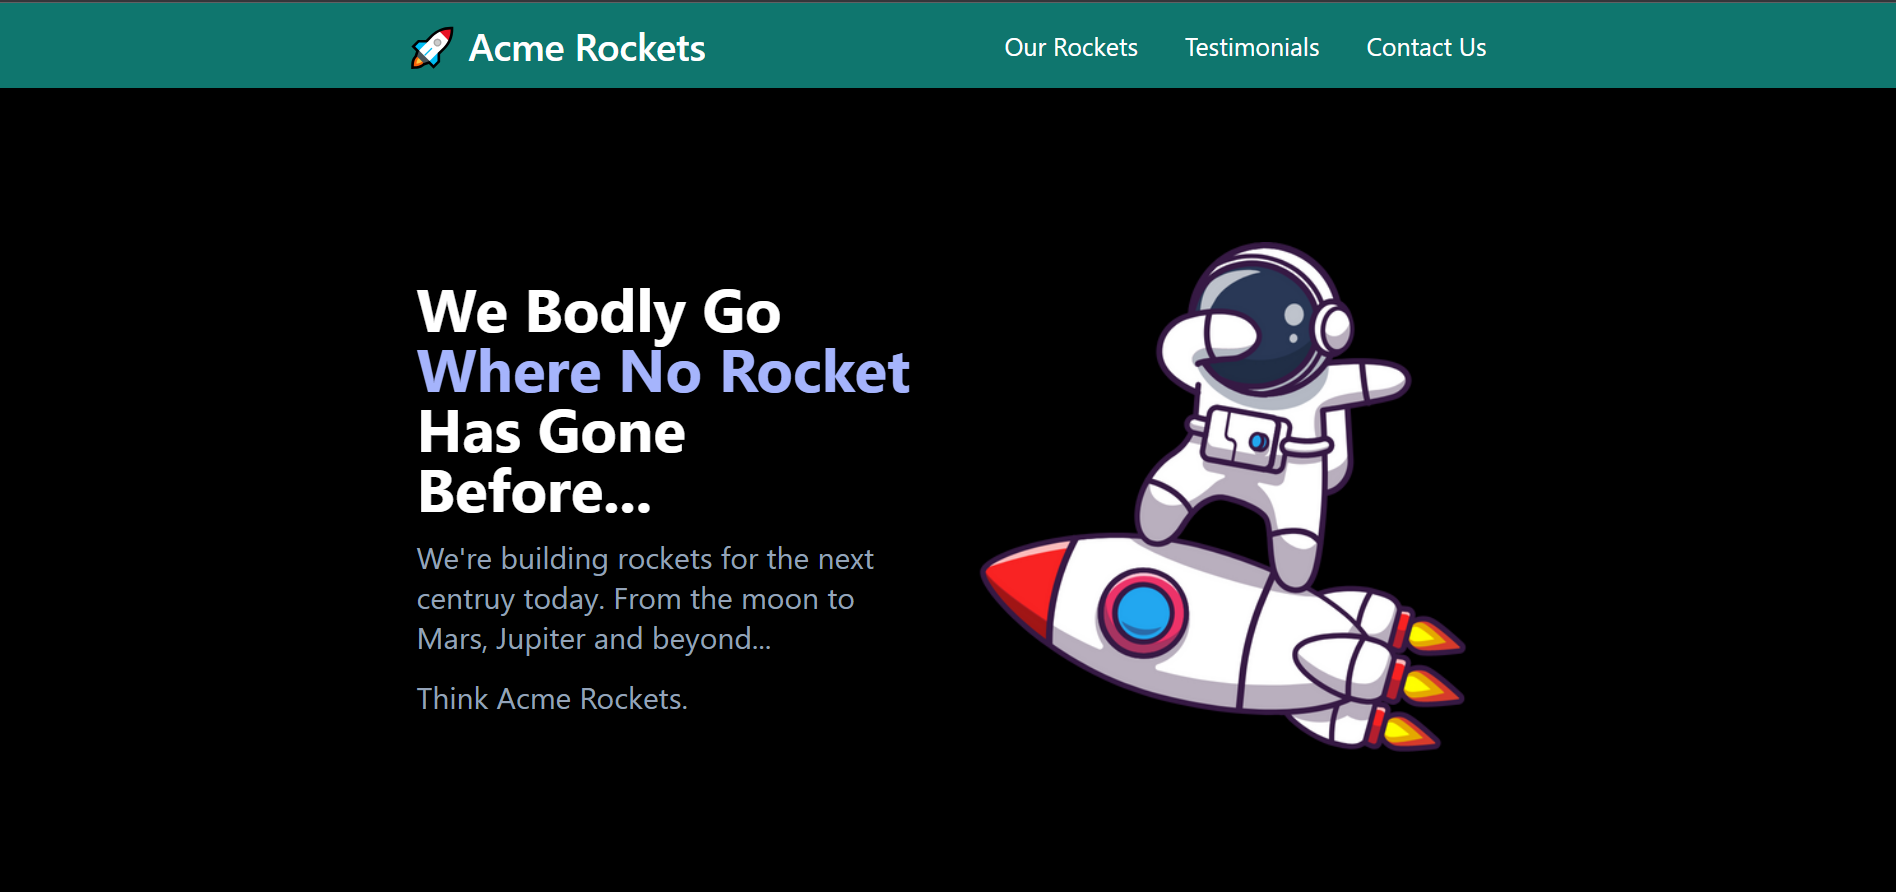 Acme Rockets
Our Rockets Testimonials Contact Us
We Bodly Go
Where No Rocket
Has Gone
Before...
We're building rockets for the next
centruy today. From the moon to
Mars, Jupiter and beyond...
Think Acme Rockets.